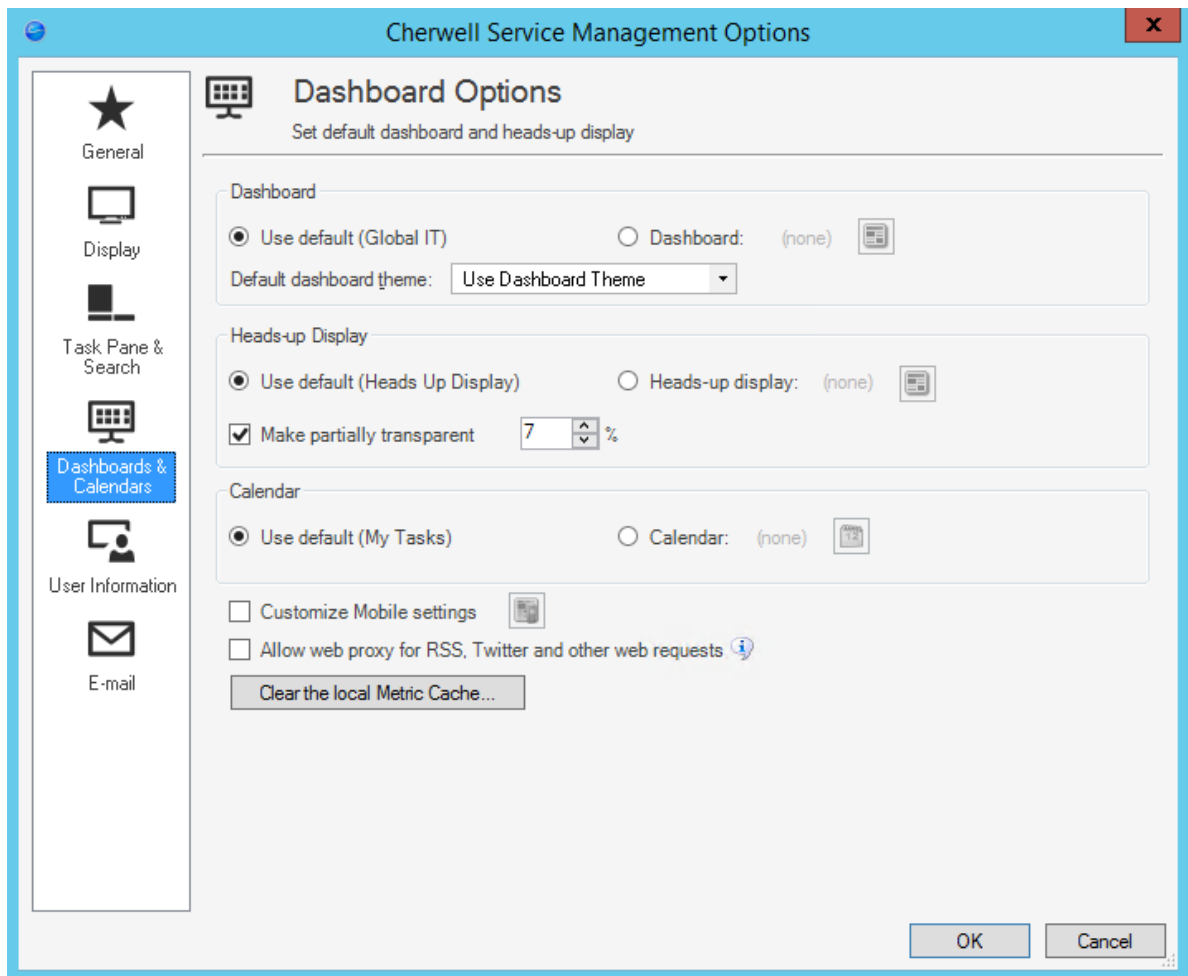 Cherwell Service Management Options
x
General
Display
Task Pane &
Search
Dashboards &
Calendars
User Information
E-mail
Dashboard Options
Set default dashboard and heads-up display
Dashboard
Use default (Global IT) Dashboard: (none)
Default dashboard theme: Use Dashboard Theme
Heads-up Display
Use default (Heads Up Display) Heads-up display: (none)
Make partially transparent 7 %
Calendar
Use default (My Tasks) Calendar: (none) 12
Customize Mobile settings
Allow web proxy for RSS, Twitter and other web requests i
Clear the local Metric Cache...
OK Cancel